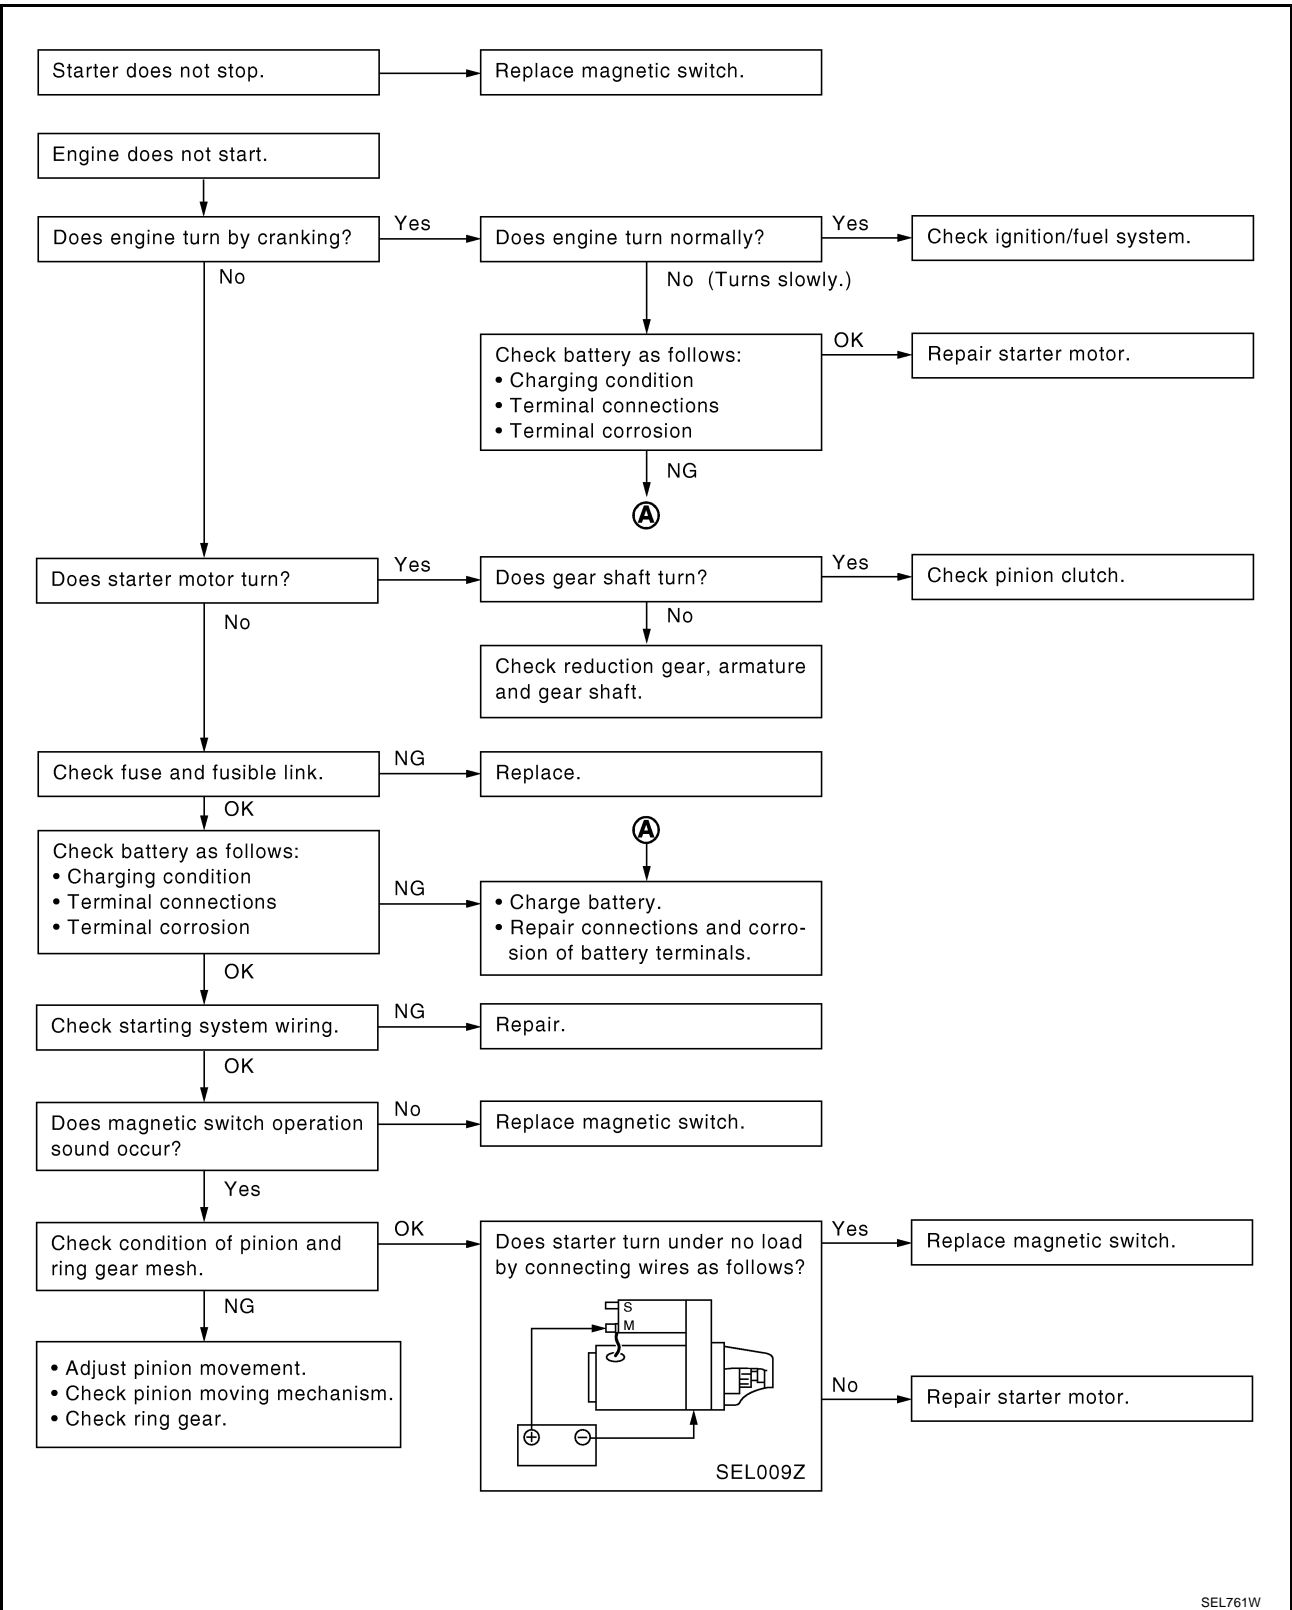 Starter does not stop.
Replace magnetic switch.
Engine does not start.
Does engine turn by cranking?
Yes
Does engine turn normally?
Yes
Check ignition/fuel system.
No
No (Turns slowly.)
Check battery as follows:
• Charging condition
• Terminal connections
• Terminal corrosion
OK
Repair starter motor.
NG
A
Does starter motor turn?
Yes
Does gear shaft turn?
Yes
Check pinion clutch.
No
No
Check reduction gear, armature
and gear shaft.
Check fuse and fusible link.
NG
Replace.
OK
A
Check battery as follows:
• Charging condition
• Terminal connections
• Terminal corrosion
NG
• Charge battery.
• Repair connections and corro-
sion of battery terminals.
OK
Check starting system wiring.
NG
Repair.
OK
Does magnetic switch operation
sound occur?
No
Replace magnetic switch.
Yes
Check condition of pinion and
ring gear mesh.
OK
Does starter turn under no load
by connecting wires as follows?
Yes
Replace magnetic switch.
S
M
+
−
SEL009Z
No
Repair starter motor.
NG
• Adjust pinion movement.
• Check pinion moving mechanism.
• Check ring gear.
SEL761W